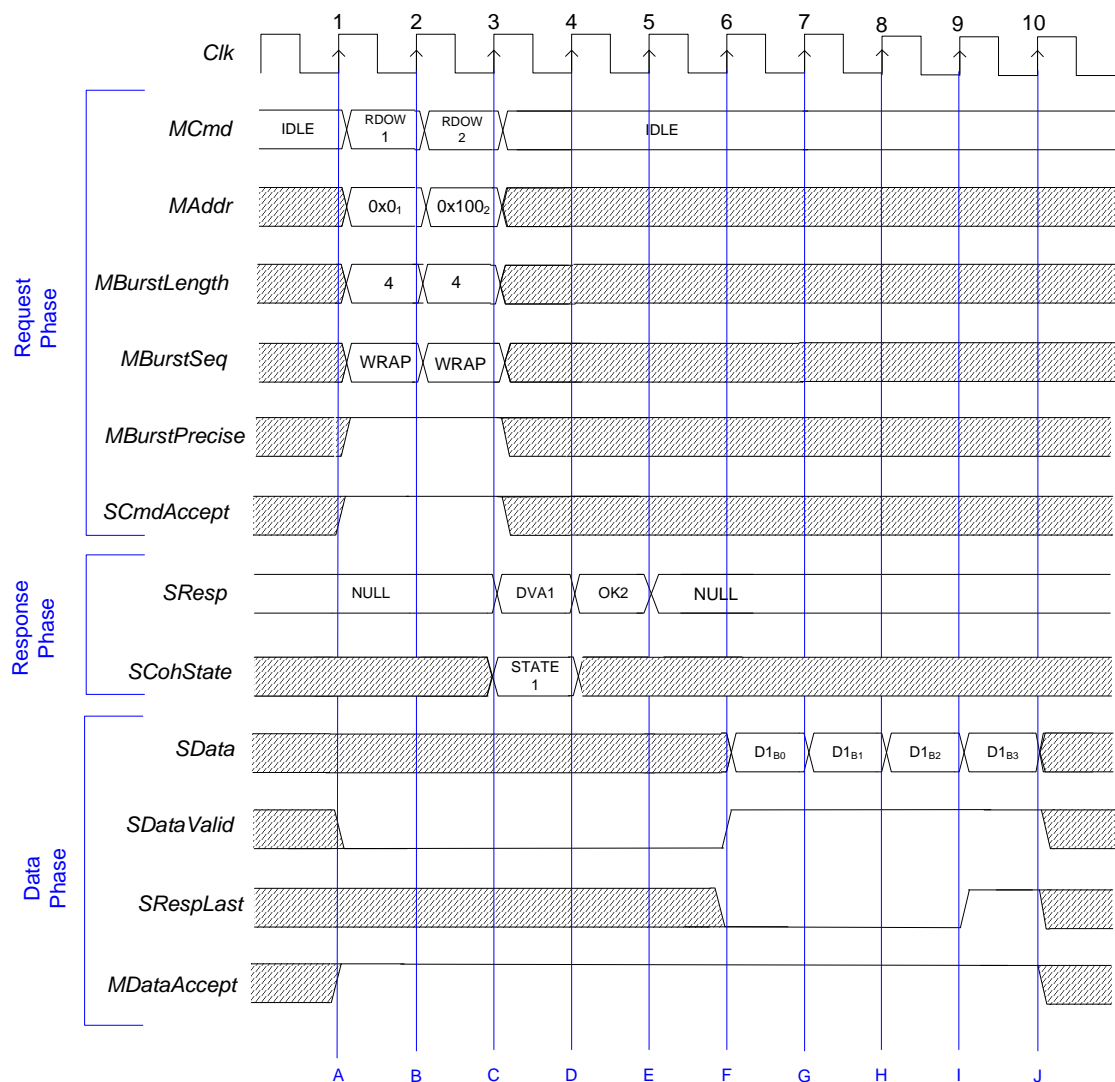 1 2 3 4 5 6 7 8 9 10
Clk
Request
Phase
MCmd
IDLE
RDOW
1
RDOW
2
IDLE
MAddr
0x0₁
0x100₂
MBurstLength
4
4
MBurstSeq
WRAP
WRAP
MBurstPrecise
SCmdAccept
Response
Phase
SResp
NULL
DVA1
OK2
NULL
SCohState
STATE
1
Data
Phase
SData
D1B0
D1B1
D1B2
D1B3
SDataValid
SRespLast
MDataAccept
A B C D E F G H I J